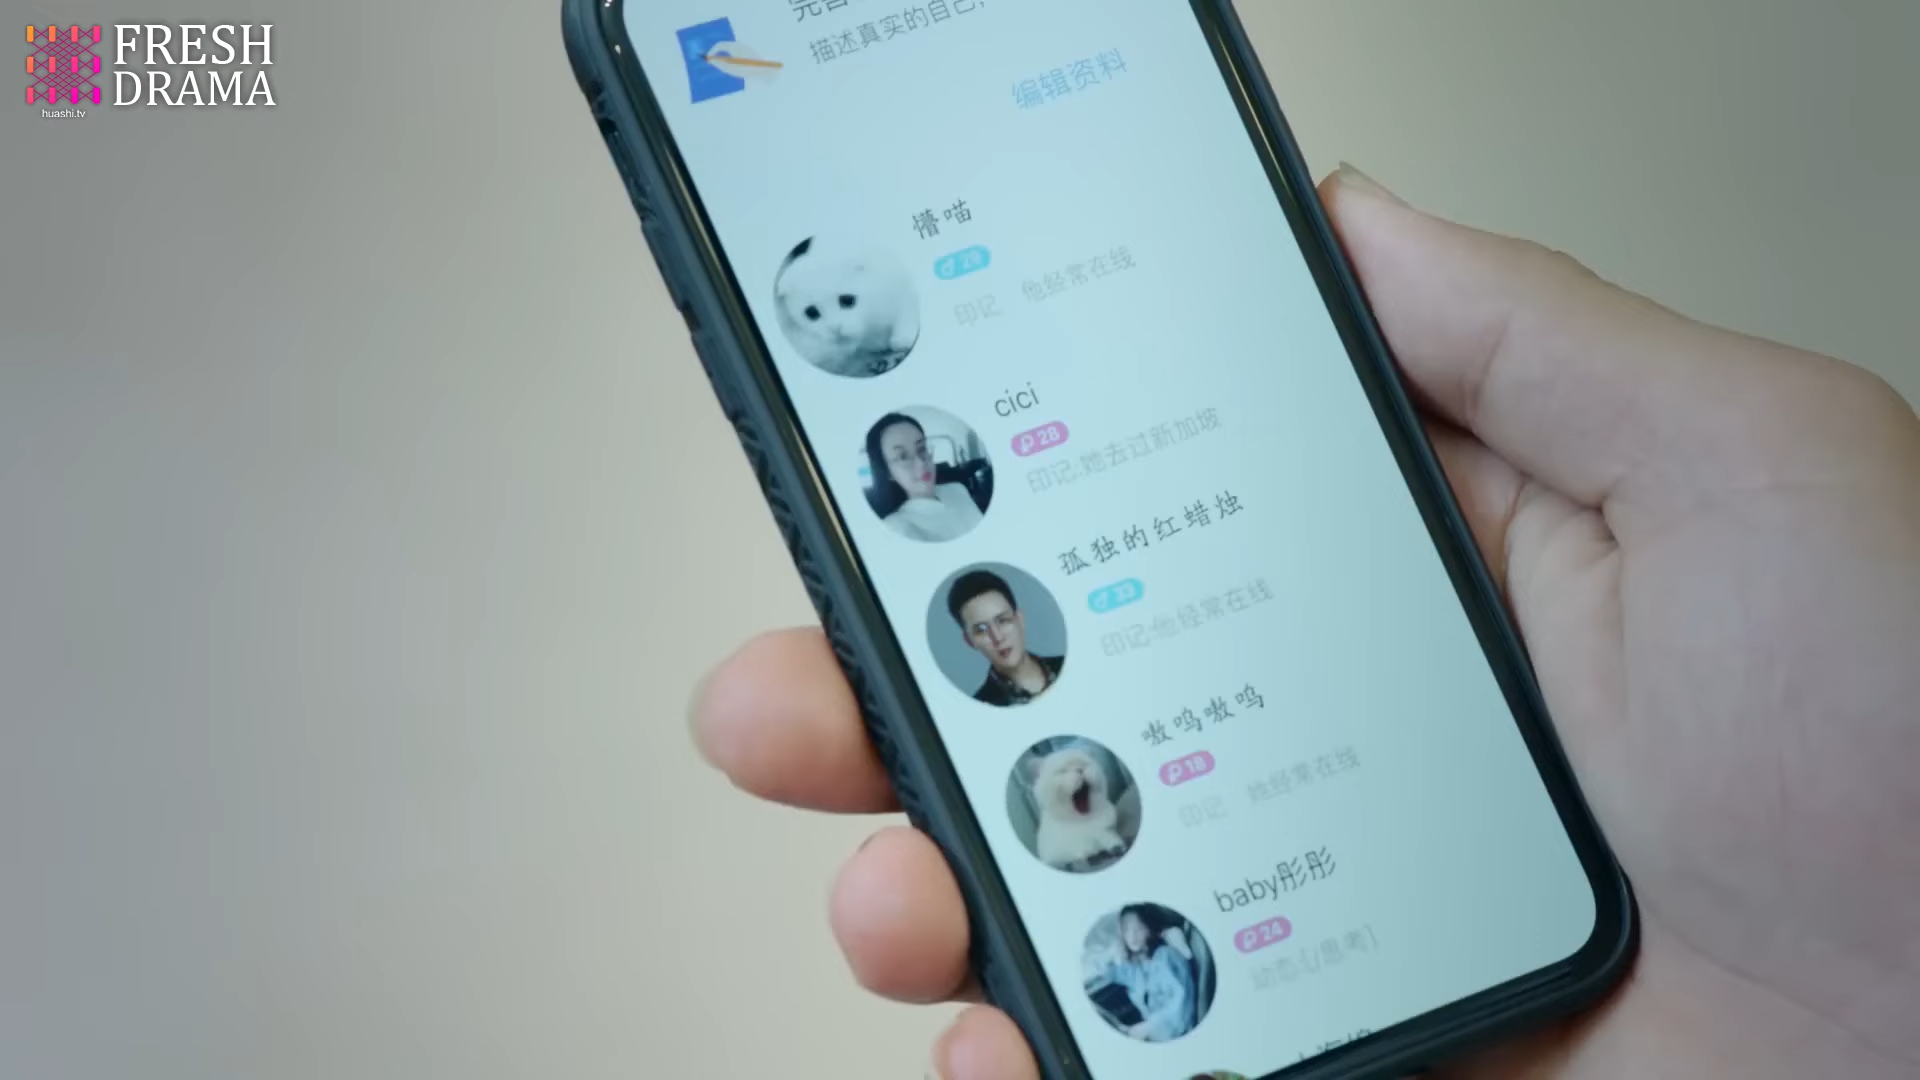 FRESH
DRAMA
huashi.tv
描述真实的自己,
编辑资料
懵喵
印记 他经常在线
cici
28
印记:她去过新加坡
孤独的红蜡烛
33
印记:他经常在线
嗷呜嗷呜
18
印记 她经常在线
baby彤彤
24